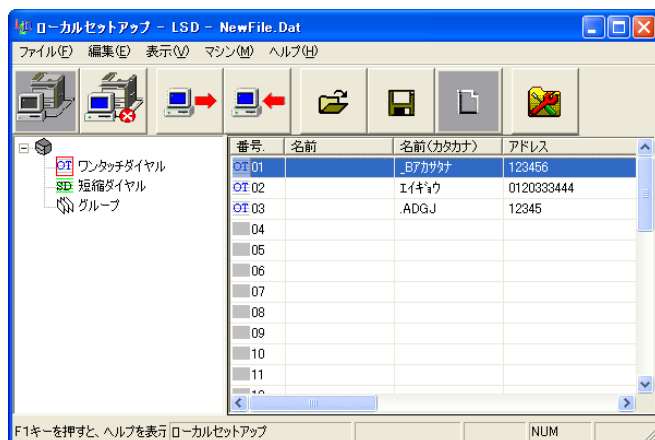 ローカルセットアップ - LSD - NewFile.Dat
ファイル(F) 編集(E) 表示(V) マシン(M) ヘルプ(H)
OT ワンタッチダイヤル
SD 短縮ダイヤル
グループ
番号. 名前 名前(カタカナ) アドレス
OT 01 _Bｱｶｻﾀﾅ 123456
OT 02 ｴｲｷﾞｮｳ 0120333444
OT 03 .ADGJ 12345
04
05
06
07
08
09
10
11
F1キーを押すと、ヘルプを表示 ローカルセットアップ NUM